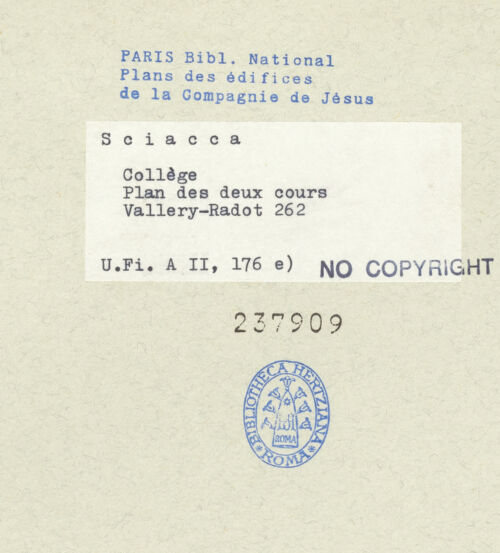 PARIS Bibl. National
Plans des édifices
de la Compagnie de Jésus
Sciacca
Collège
Plan des deux cours
Vallery-Radot 262
U.Fi. A II, 176 e)
NO COPYRIGHT
237909
BIBLIOTHECA HERTZIANA
ROMA
ROMA